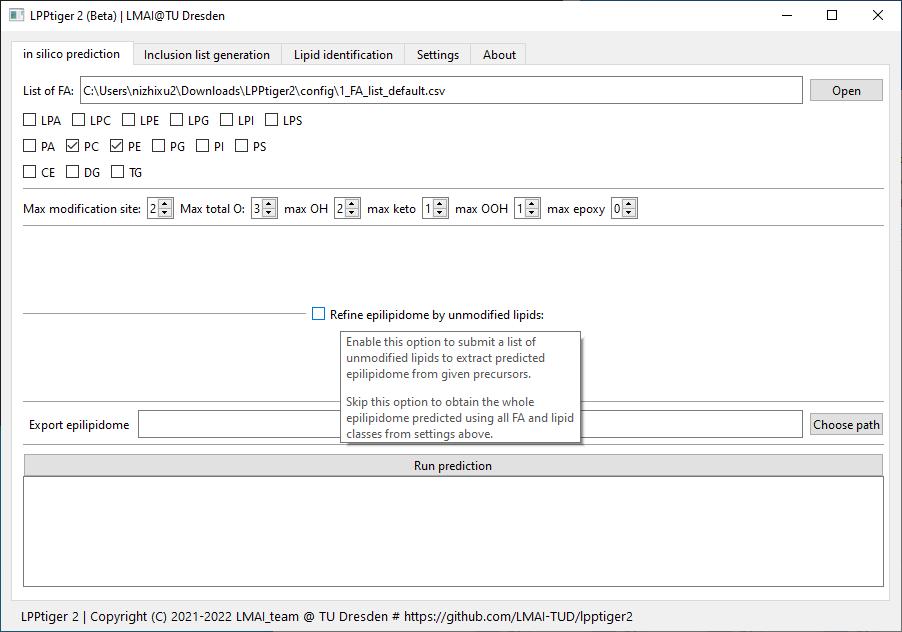 LPPtiger 2 (Beta) | LMAI@TU Dresden
in silico prediction Inclusion list generation Lipid identification Settings About
List of FA: C:\Users\nizhixu2\Downloads\LPPtiger2\config\1_FA_list_default.csv Open
LPA LPC LPE LPG LPI LPS
PA PC PE PG PI PS
CE DG TG
Max modification site: 2 Max total O: 3 max OH 2 max keto 1 max OOH 1 max epoxy 0
Refine epilipidome by unmodified lipids:
Enable this option to submit a list of
unmodified lipids to extract predicted
epilipidome from given precursors.
Skip this option to obtain the whole
epilipidome predicted using all FA and lipid
classes from settings above.
Export epilipidome Choose path
Run prediction
LPPtiger 2 | Copyright (C) 2021-2022 LMAI_team @ TU Dresden # https://github.com/LMAI-TUD/lpptiger2